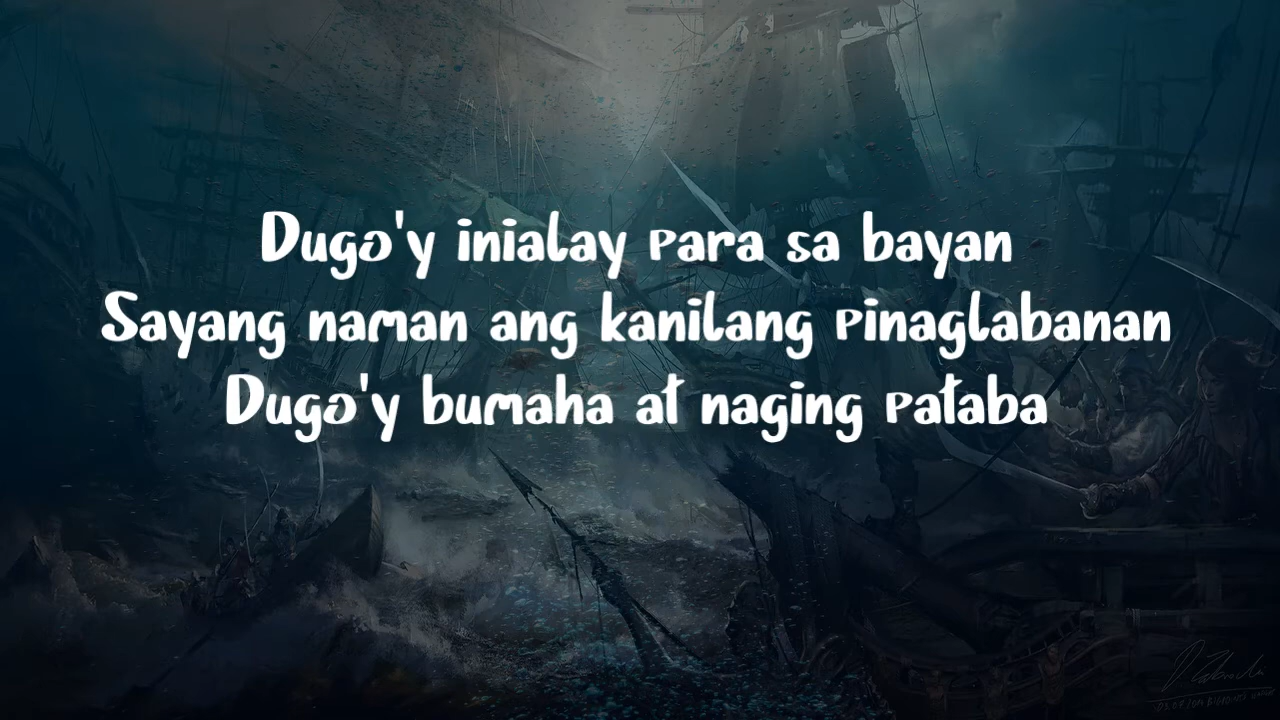 Dugo'y inialay para sa bayan
Sayang naman ang kanilang pinaglabanan
Dugo'y bumaha at naging pataba